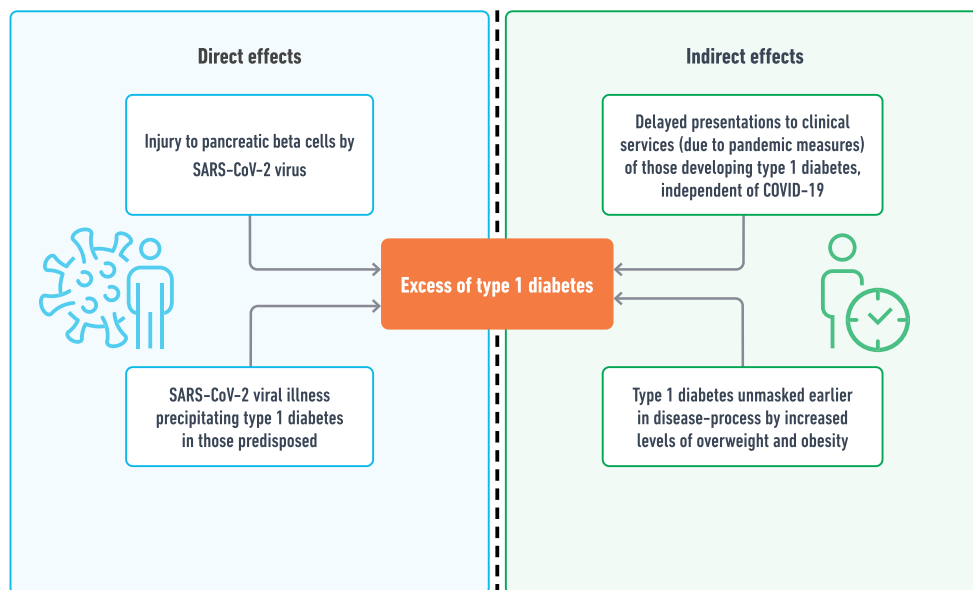 Direct effects
Injury to pancreatic beta cells by
SARS-CoV-2 virus
SARS-CoV-2 viral illness
precipitating type 1 diabetes
in those predisposed
Excess of type 1 diabetes
Indirect effects
Delayed presentations to clinical
services (due to pandemic measures)
of those developing type 1 diabetes,
independent of COVID-19
Type 1 diabetes unmasked earlier
in disease-process by increased
levels of overweight and obesity